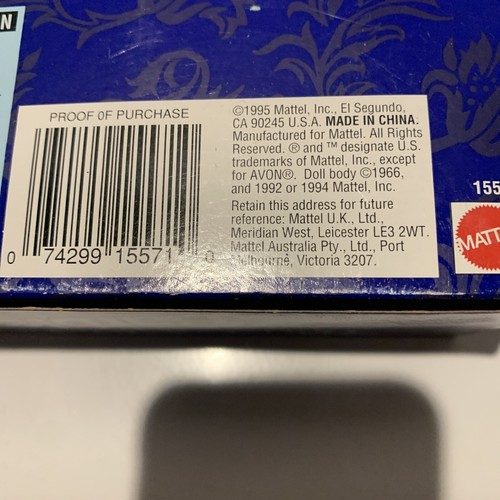 N
PROOF 0F PURCHASE
0 74299 15571 0
©1995 Mattel, Inc., El Segundo,
CA 90245 U.S.A. MADE IN CHINA.
Manufactured for Mattel. All Rights
Reserved. ® and ™ designate U.S.
trademarks of Mattel, Inc., except
for AVON®. Doll body ©1966,
and 1992 or 1994 Mattel, Inc.
Retain this address for future
reference: Mattel U.K., Ltd.,
Meridian West, Leicester LE3 2WT.
Mattel Australia Pty., Ltd., Port
Melbourne, Victoria 3207.
155
MATT